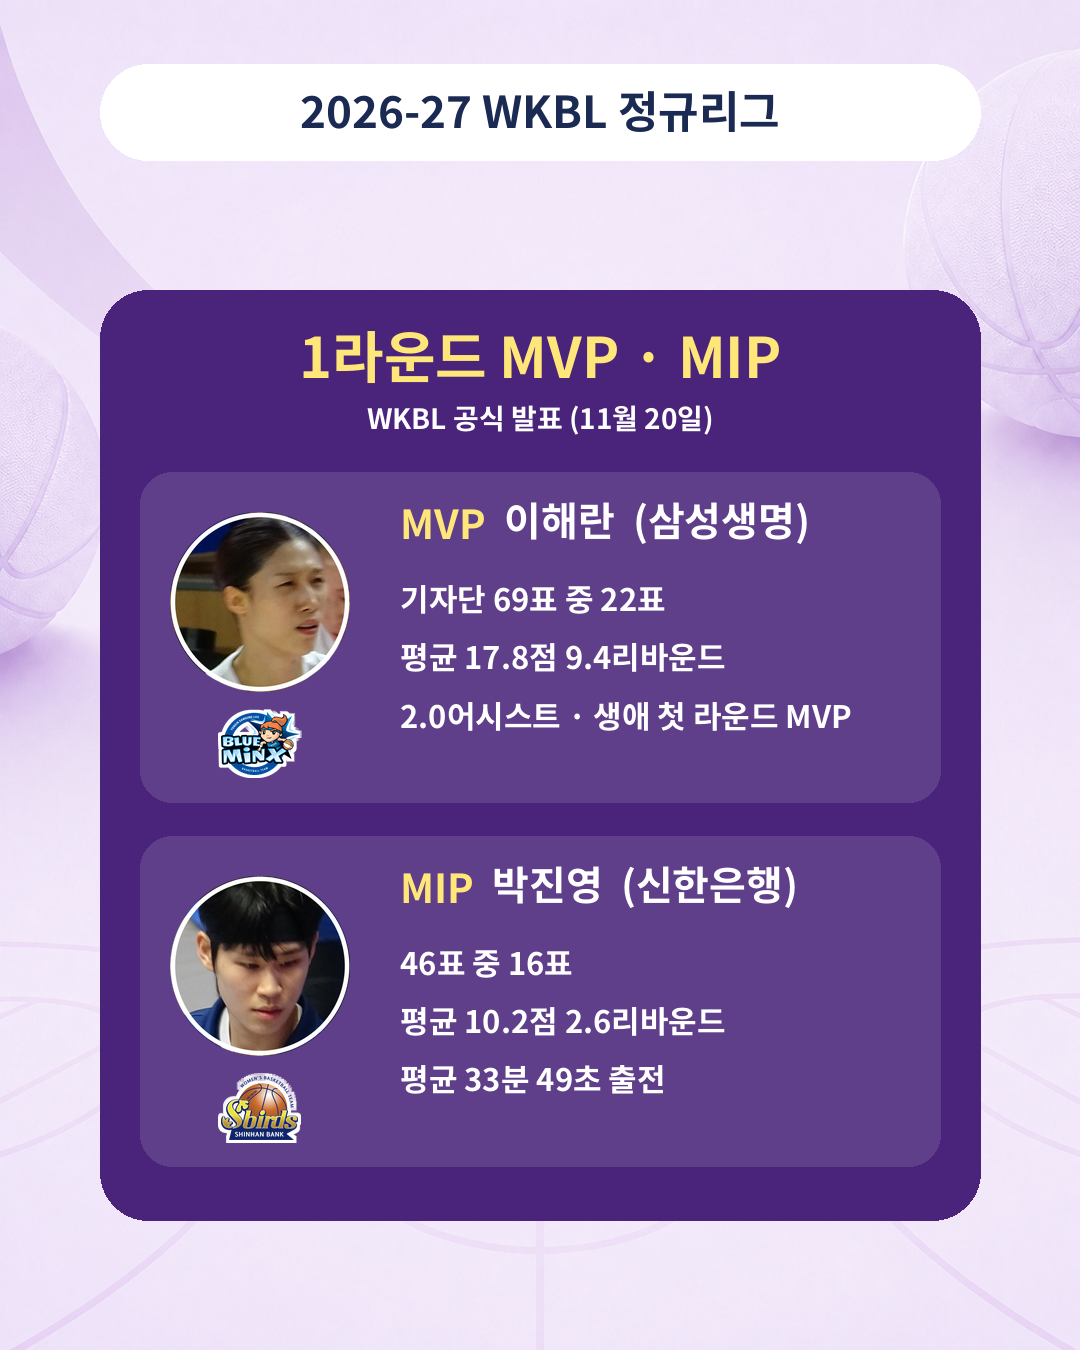 2026-27 WKBL 정규리그
1라운드 MVP · MIP
WKBL 공식 발표 (11월 20일)
MVP 이해란 (삼성생명)
기자단 69표 중 22표
평균 17.8점 9.4리바운드
2.0어시스트 · 생애 첫 라운드 MVP
BLUE
MINX
MIP 박진영 (신한은행)
46표 중 16표
평균 10.2점 2.6리바운드
평균 33분 49초 출전
WOMEN'S BASKETBALL TEAM
Sbirds
SHINHAN BANK